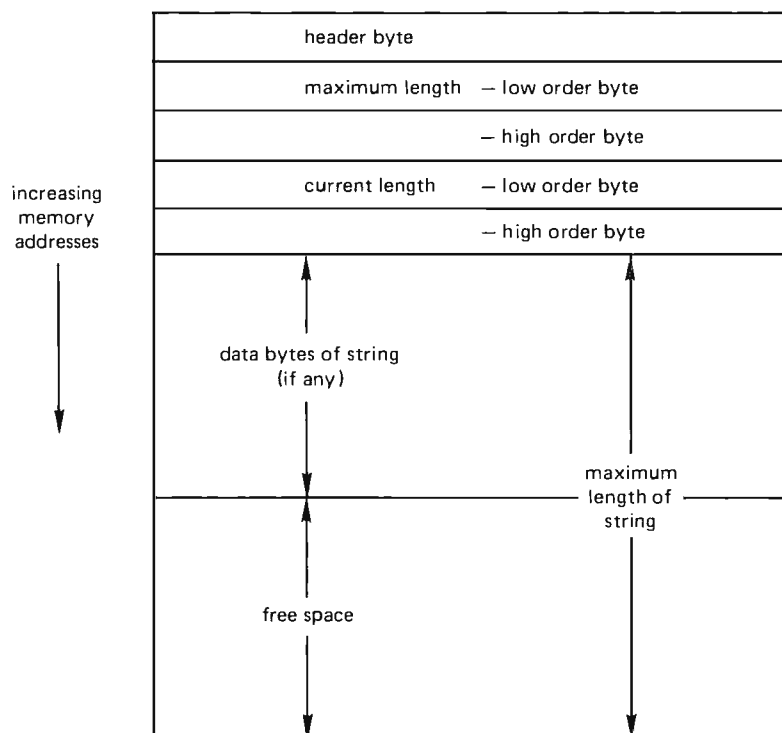 header byte
maximum length – low order byte
– high order byte
current length – low order byte
– high order byte
increasing
memory
addresses
data bytes of string
(if any)
maximum
length of
string
free space